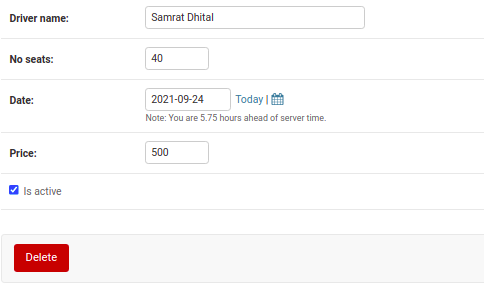 Driver name: Samrat Dhital
No seats: 40
Date: 2021-09-24 Today |
Note: You are 5.75 hours ahead of server time.
Price: 500
Is active
Delete